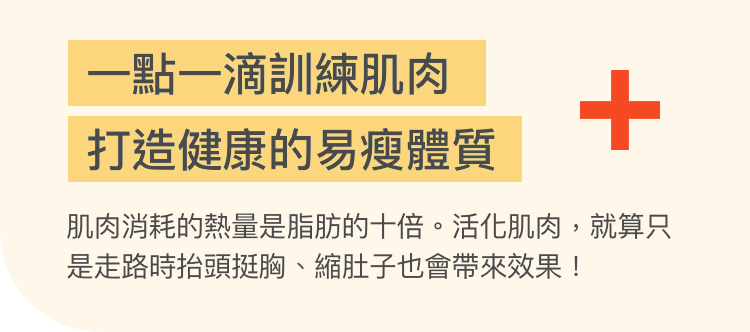 一點一滴訓練肌肉
打造健康的易瘦體質
肌肉消耗的熱量是脂肪的十倍。活化肌肉，就算只
是走路時抬頭挺胸、縮肚子也會帶來效果！